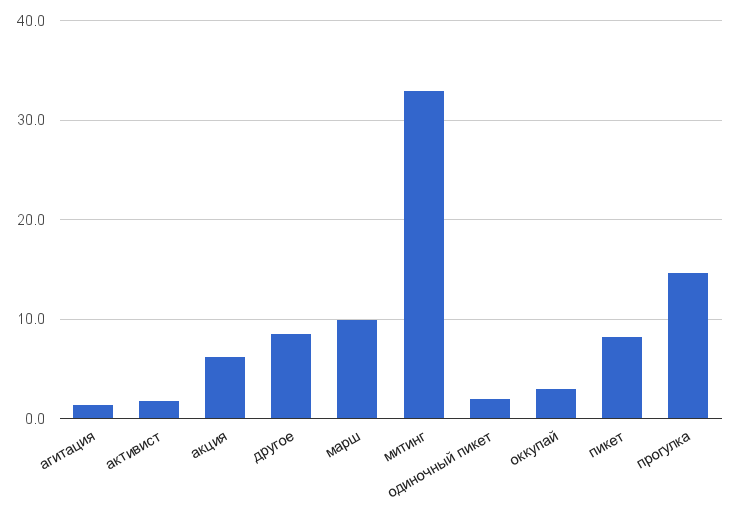 40.0
30.0
20.0
10.0
0.0
агитация
активист
акция
другое
марш
митинг
одиночный пикет
оккупай
пикет
прогулка